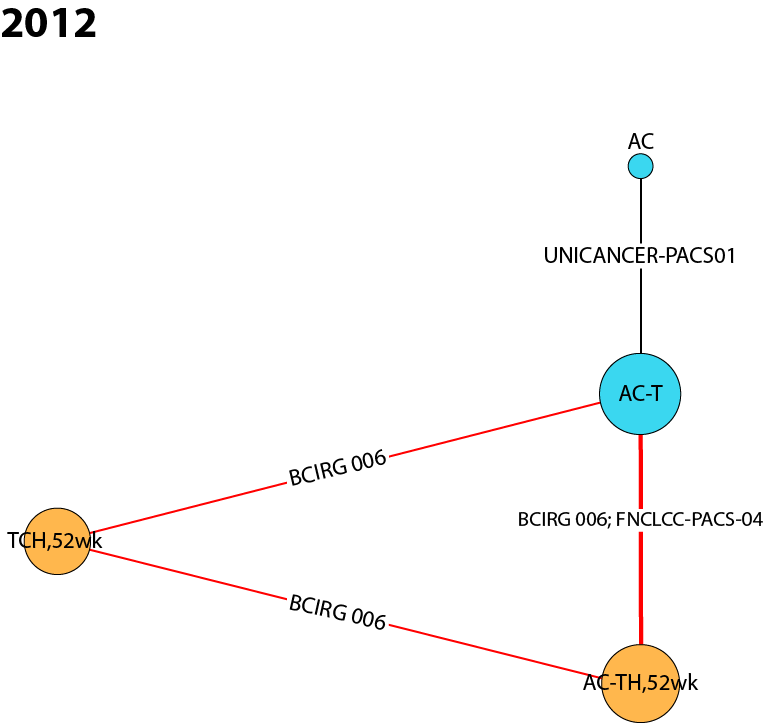 2012
AC
UNICANCER-PACS01
AC-T
BCIRG 006
BCIRG 006; FNCLCC-PACS-04
TCH,52wk
BCIRG 006
AC-TH,52wk